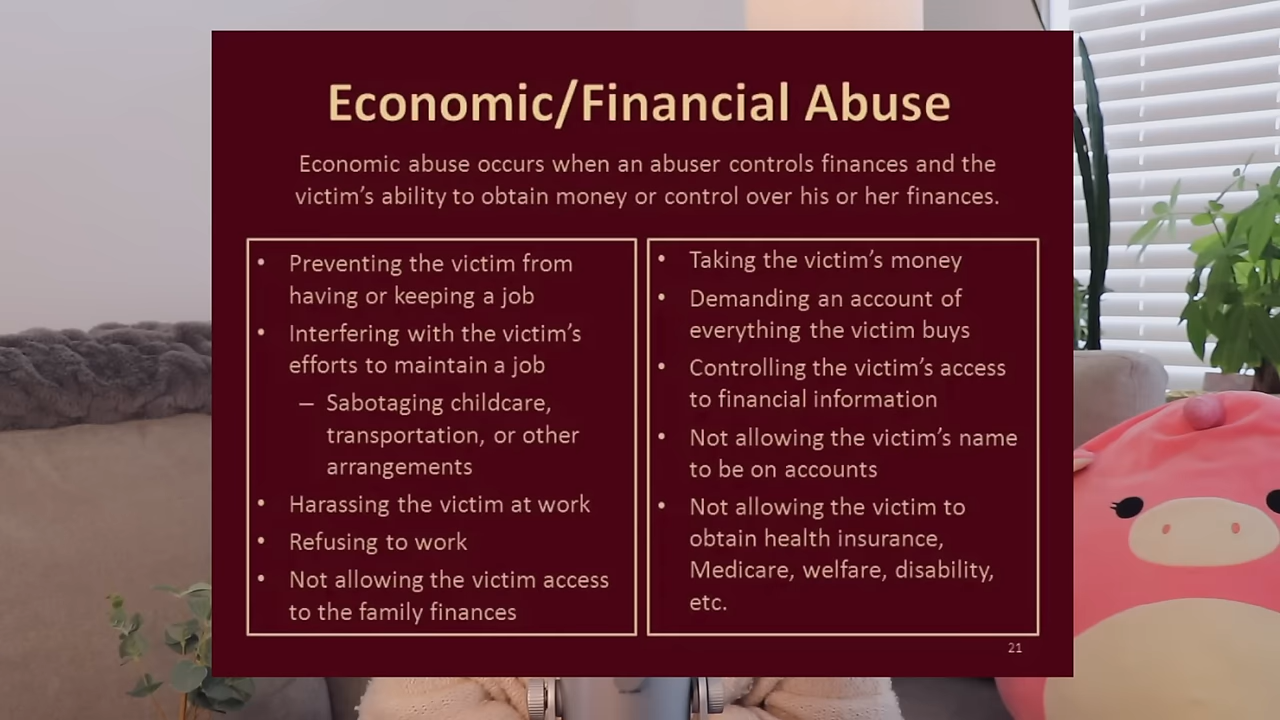 Economic/Financial Abuse
Economic abuse occurs when an abuser controls finances and the
victim's ability to obtain money or control over his or her finances.
• Preventing the victim from
having or keeping a job
• Interfering with the victim's
efforts to maintain a job
– Sabotaging childcare,
transportation, or other
arrangements
• Harassing the victim at work
• Refusing to work
• Not allowing the victim access
to the family finances
• Taking the victim's money
• Demanding an account of
everything the victim buys
• Controlling the victim's access
to financial information
• Not allowing the victim's name
to be on accounts
• Not allowing the victim to
obtain health insurance,
Medicare, welfare, disability,
etc.
21